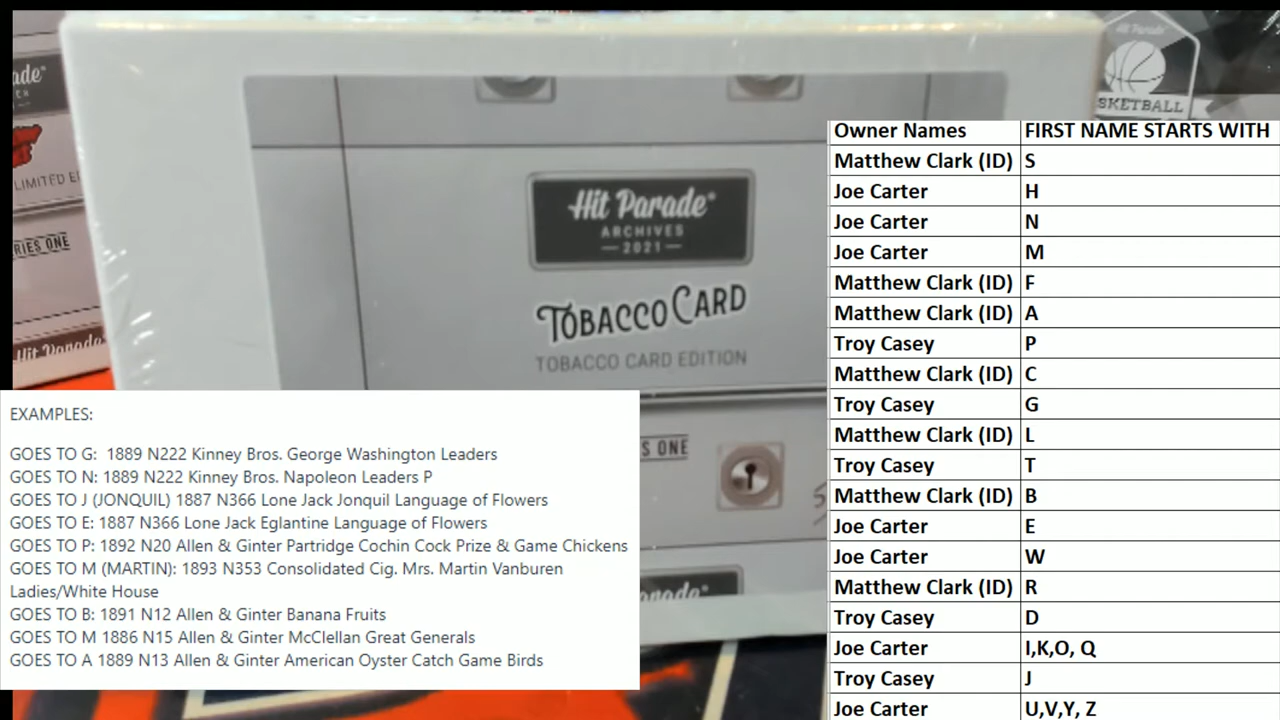 ade®
LIMITED E
RIES ONE
Hit Parade®
Hit Parade®
ARCHIVES
2021
TOBACCO CARD
TOBACCO CARD EDITION
S ONE
arade®
Hit Parade®
SKETBALL
Owner Names FIRST NAME STARTS WITH
Matthew Clark (ID) S
Joe Carter H
Joe Carter N
Joe Carter M
Matthew Clark (ID) F
Matthew Clark (ID) A
Troy Casey P
Matthew Clark (ID) C
Troy Casey G
Matthew Clark (ID) L
Troy Casey T
Matthew Clark (ID) B
Joe Carter E
Joe Carter W
Matthew Clark (ID) R
Troy Casey D
Joe Carter I,K,O, Q
Troy Casey J
Joe Carter U,V,Y, Z
EXAMPLES:
GOES TO G: 1889 N222 Kinney Bros. George Washington Leaders
GOES TO N: 1889 N222 Kinney Bros. Napoleon Leaders P
GOES TO J (JONQUIL) 1887 N366 Lone Jack Jonquil Language of Flowers
GOES TO E: 1887 N366 Lone Jack Eglantine Language of Flowers
GOES TO P: 1892 N20 Allen & Ginter Partridge Cochin Cock Prize & Game Chickens
GOES TO M (MARTIN): 1893 N353 Consolidated Cig. Mrs. Martin Vanburen
Ladies/White House
GOES TO B: 1891 N12 Allen & Ginter Banana Fruits
GOES TO M 1886 N15 Allen & Ginter McClellan Great Generals
GOES TO A 1889 N13 Allen & Ginter American Oyster Catch Game Birds